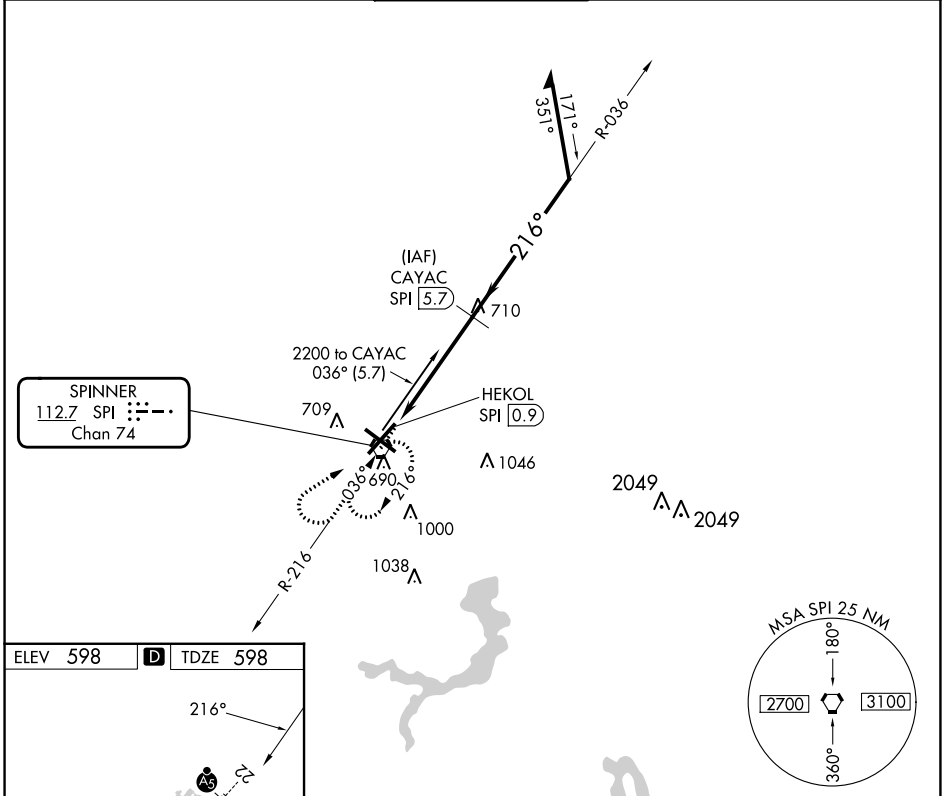 351°
171°
R-036
216°
(IAF)
CAYAC
SPI 5.7
710
2200 to CAYAC
036° (5.7)
HEKOL
SPI 0.9
SPINNER
112.7 SPI
Chan 74
709
1046
036°
690
216°
1000
2049
2049
1038
R-216
MSA SPI 25 NM
180°
2700
3100
360°
ELEV 598 D TDZE 598
216°
22
A5